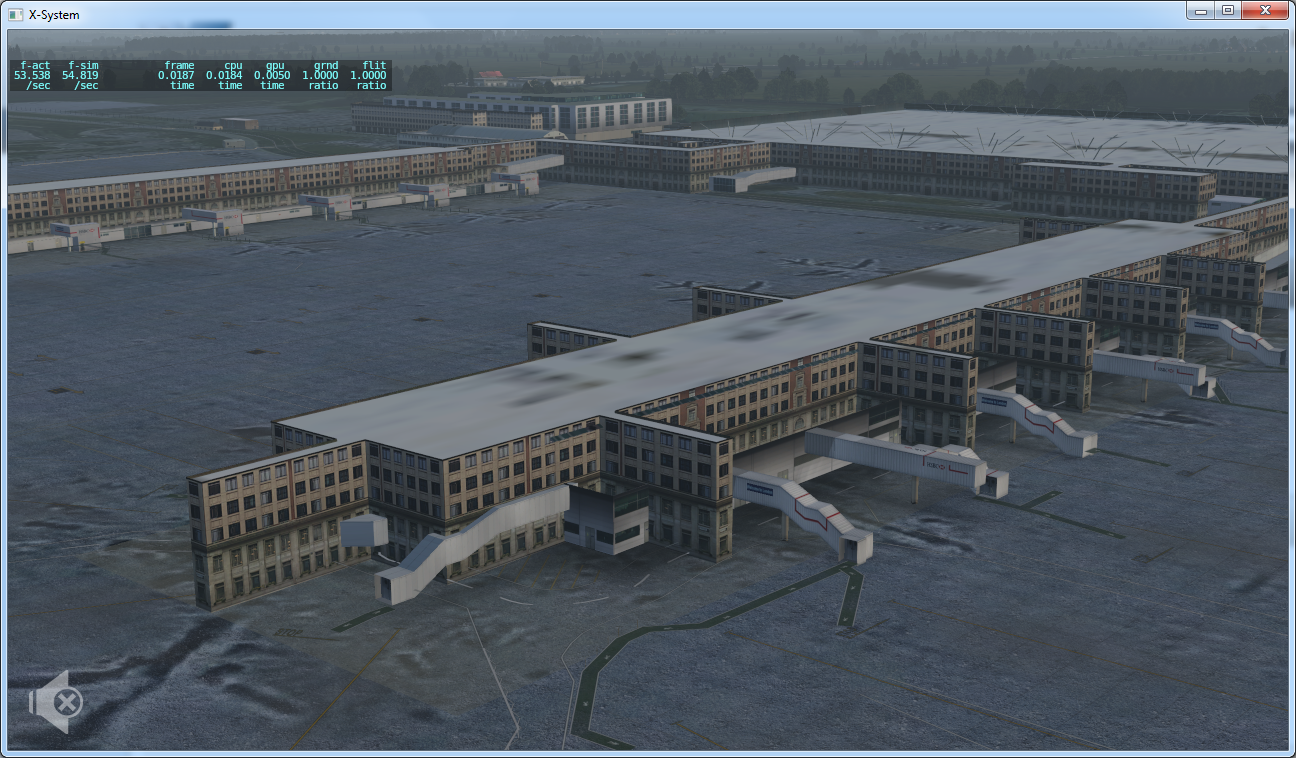 X-System
f-act f-sim frame cpu gpu grnd flit
53.538 54.819 0.0187 0.0184 0.0050 1.0000 1.0000
/sec /sec time time time ratio ratio